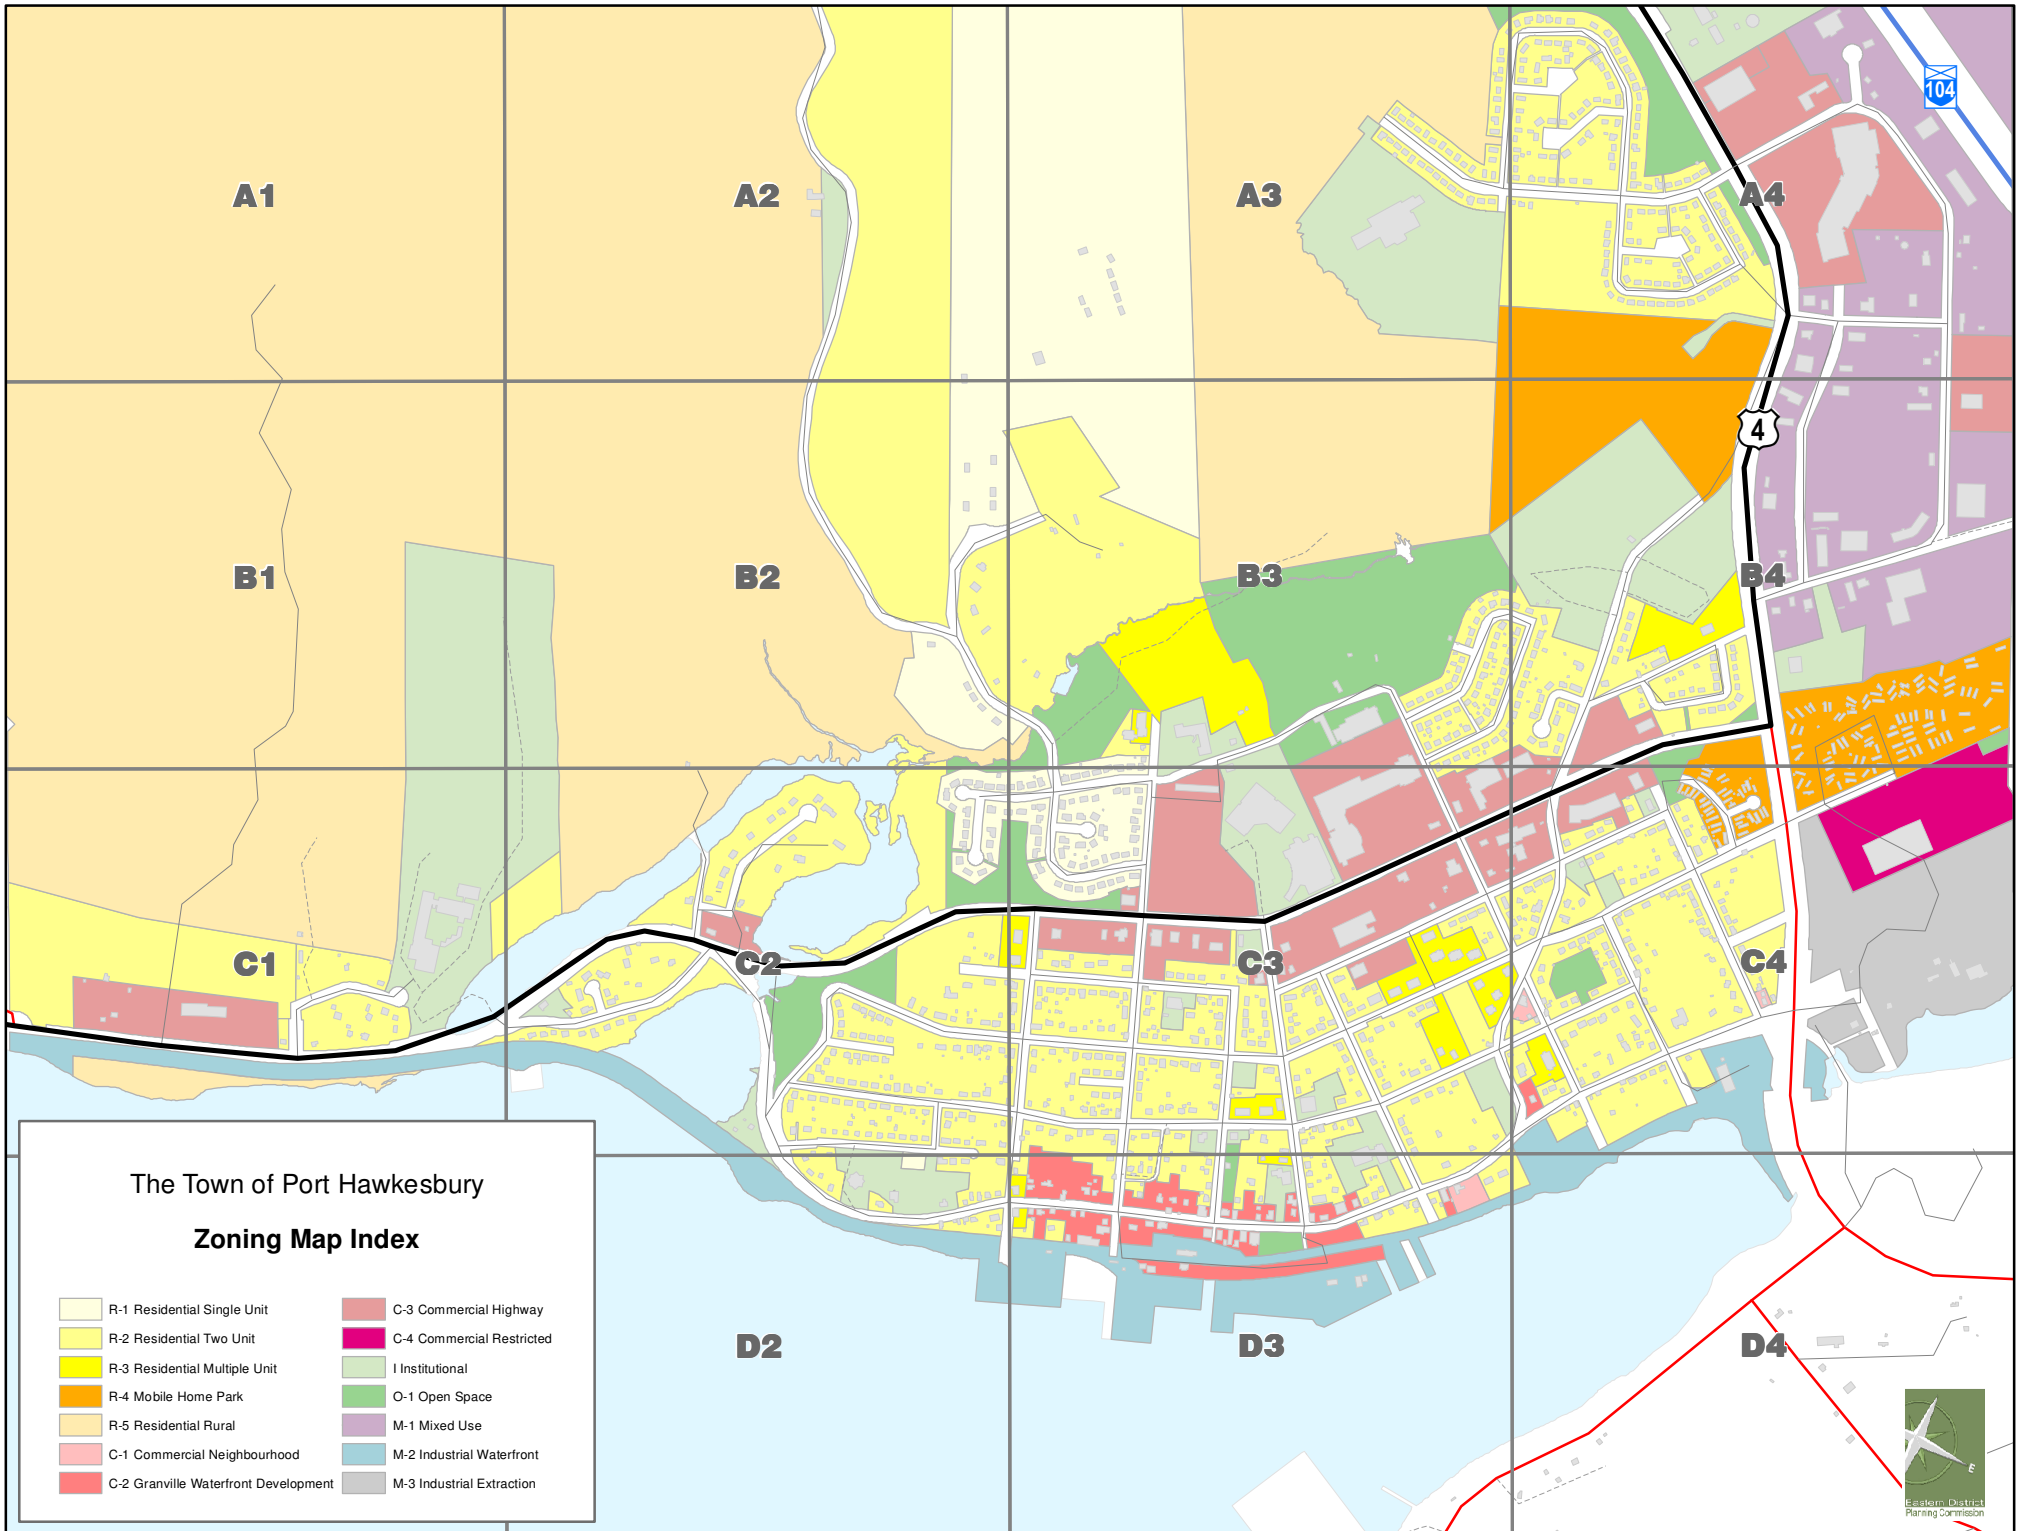 104
A1
A2
A3
A4
4
B1
B2
B3
B4
C1
C2
C3
C4
The Town of Port Hawkesbury
Zoning Map Index
R-1 Residential Single Unit
R-2 Residential Two Unit
R-3 Residential Multiple Unit
R-4 Mobile Home Park
R-5 Residential Rural
C-1 Commercial Neighbourhood
C-2 Granville Waterfront Development
C-3 Commercial Highway
C-4 Commercial Restricted
I Institutional
O-1 Open Space
M-1 Mixed Use
M-2 Industrial Waterfront
M-3 Industrial Extraction
D2
D3
D4
E
Eastern District
Planning Commission